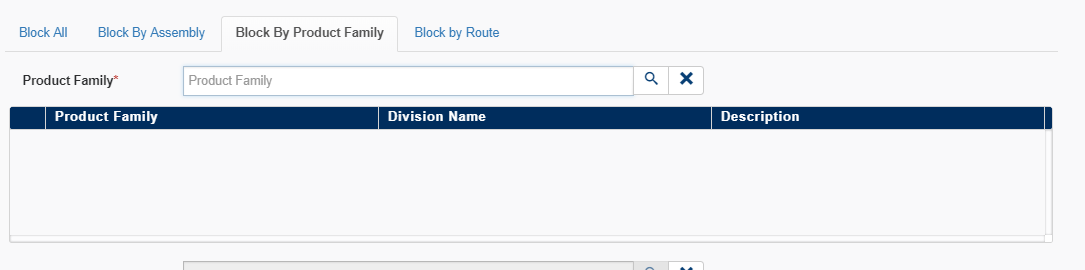 Block All Block By Assembly Block By Product Family Block by Route
Product Family* Product Family
Product Family Division Name Description